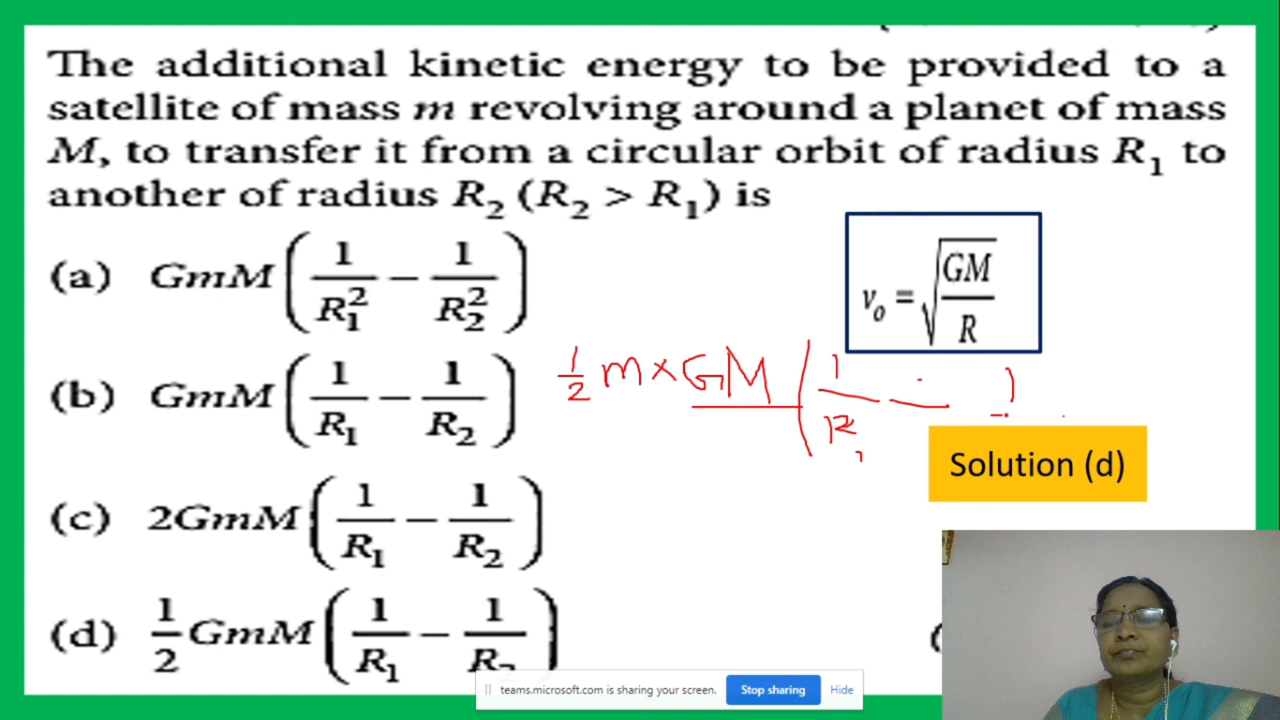 The additional kinetic energy to be provided to a
satellite of mass m revolving around a planet of mass
M, to transfer it from a circular orbit of radius R₁ to
another of radius R₂ (R₂ > R₁) is
(a) GmM(1/R₁² − 1/R₂²)
v₀ = √(GM/R)
(b) GmM(1/R₁ − 1/R₂)
1/2 m × GM (1/R₁ − 1
Solution (d)
(c) 2GmM(1/R₁ − 1/R₂)
(d) 1/2 GmM(1/R₁ − 1/R₂)
teams.microsoft.com is sharing your screen.
Stop sharing
Hide